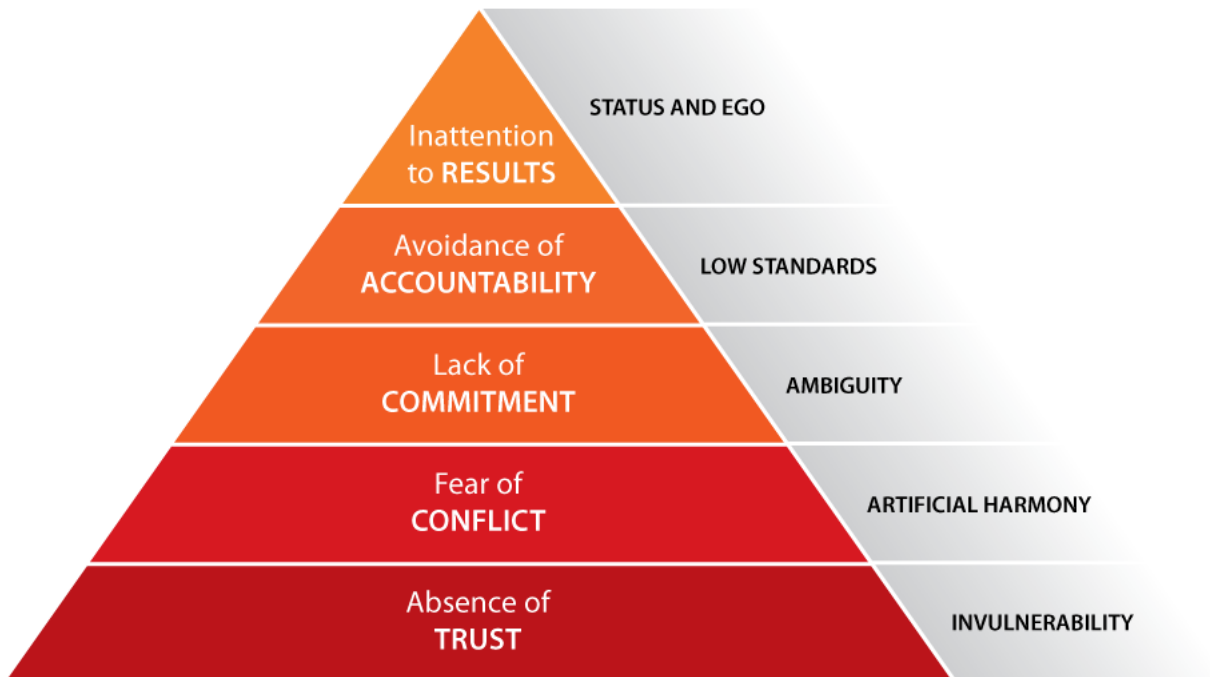 Inattention
to RESULTS
STATUS AND EGO
Avoidance of
ACCOUNTABILITY
LOW STANDARDS
Lack of
COMMITMENT
AMBIGUITY
Fear of
CONFLICT
ARTIFICIAL HARMONY
Absence of
TRUST
INVULNERABILITY